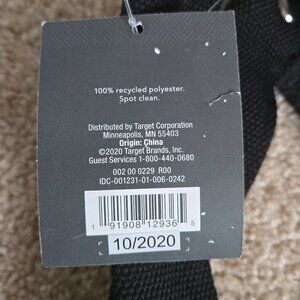 100% recycled polyester.
Spot clean.
Distributed by Target Corporation
Minneapolis, MN 55403
Origin: China
©2020 Target Brands, Inc.
Guest Services 1-800-440-0680
002 00 0229 R00
IDC-001231-01-006-0242
1 91908 12936 5
10/2020